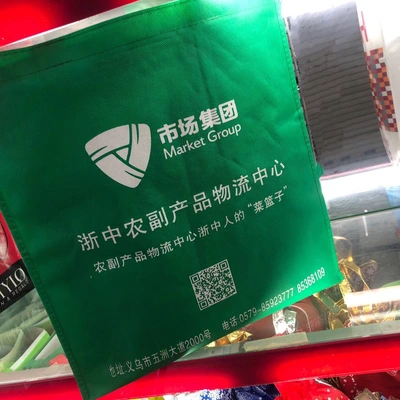 市场集团
Market Group
浙中农副产品物流中心
农副产品物流中心浙中人的“菜篮子”
电话:0579-85923777 85368109
地址:义乌市五洲大道2000号